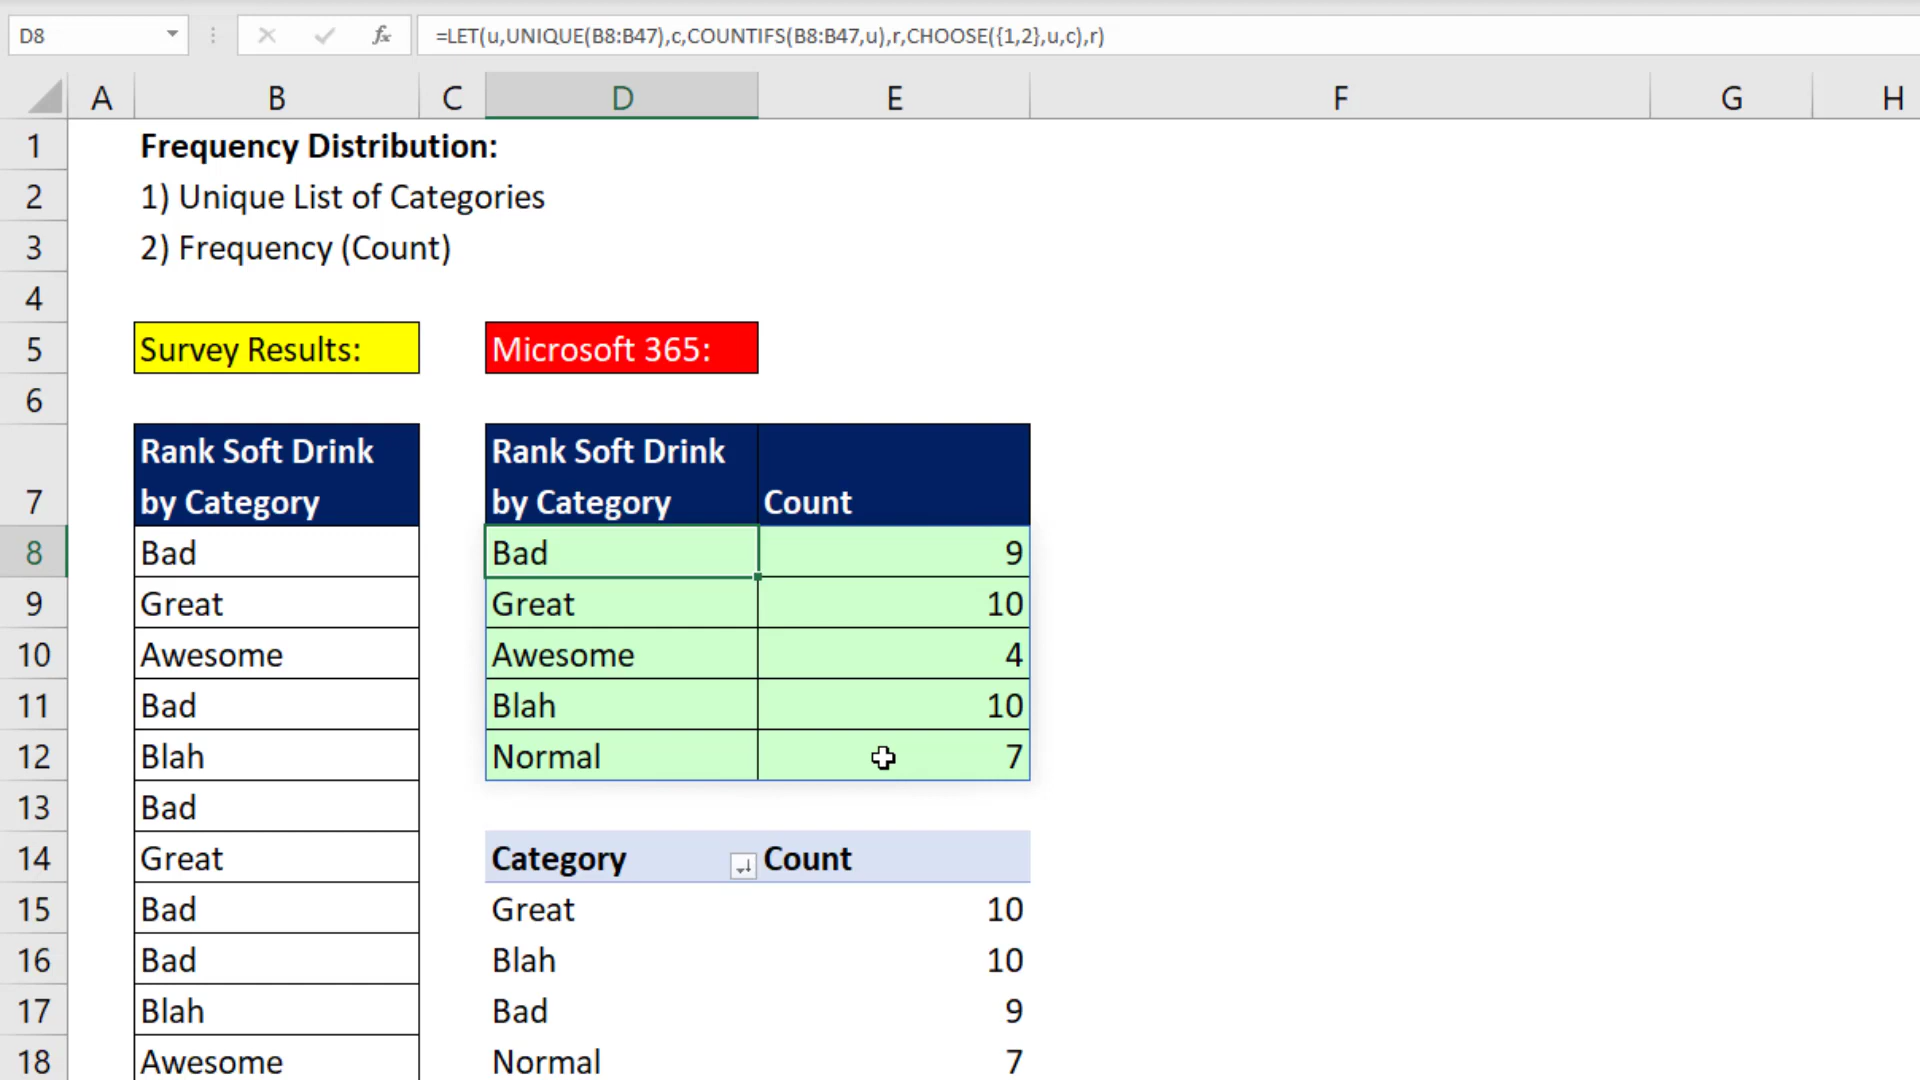 D8 fx =LET(u,UNIQUE(B8:B47),c,COUNTIFS(B8:B47,u),r,CHOOSE({1,2},u,c),r)
A B C D E F G H
1 Frequency Distribution:
2 1) Unique List of Categories
3 2) Frequency (Count)
4
5 Survey Results: Microsoft 365:
6
Rank Soft Drink Rank Soft Drink
7 by Category by Category Count
8 Bad Bad 9
9 Great Great 10
10 Awesome Awesome 4
11 Bad Blah 10
12 Blah Normal 7
13 Bad
14 Great Category Count
15 Bad Great 10
16 Bad Blah 10
17 Blah Bad 9
18 Awesome Normal 7